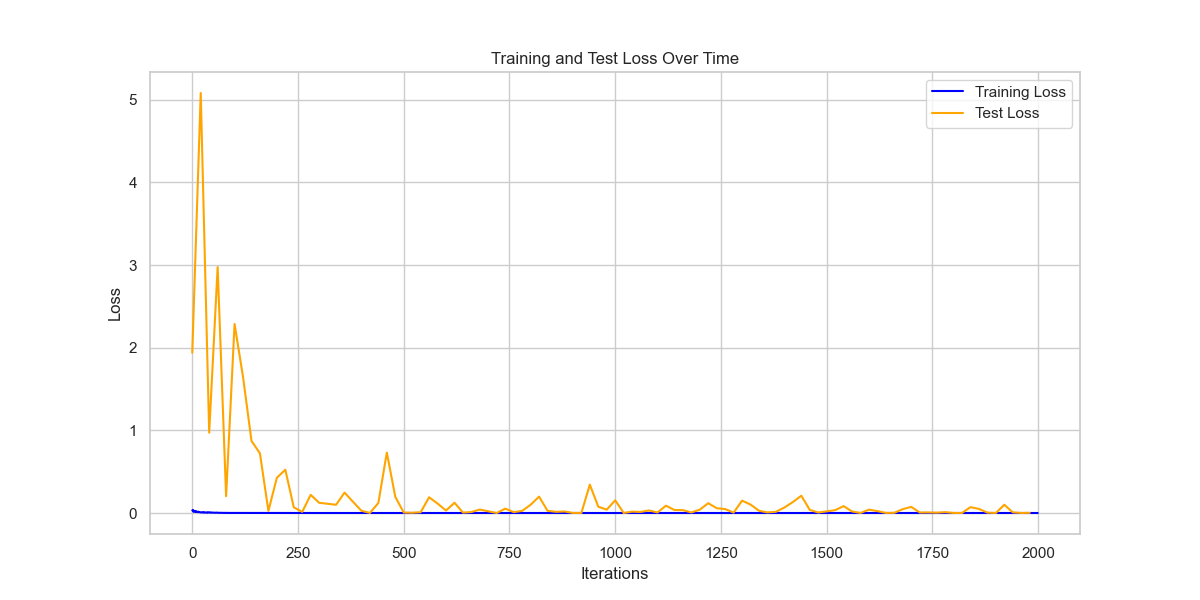 Training and Test Loss Over Time
Training Loss
Test Loss
Loss
5
4
3
2
1
0
0 250 500 750 1000 1250 1500 1750 2000
Iterations